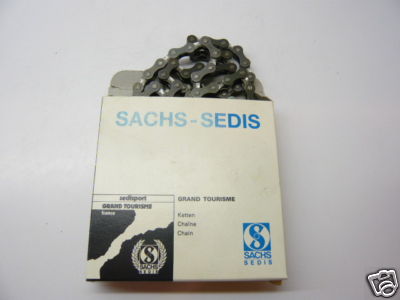 SACHS-SEDIS
sedisport
GRAND TOURISME
france
SACHS
SEDIS
GRAND TOURISME
Ketten
Chaîne
Chain
S
SACHS
SEDIS